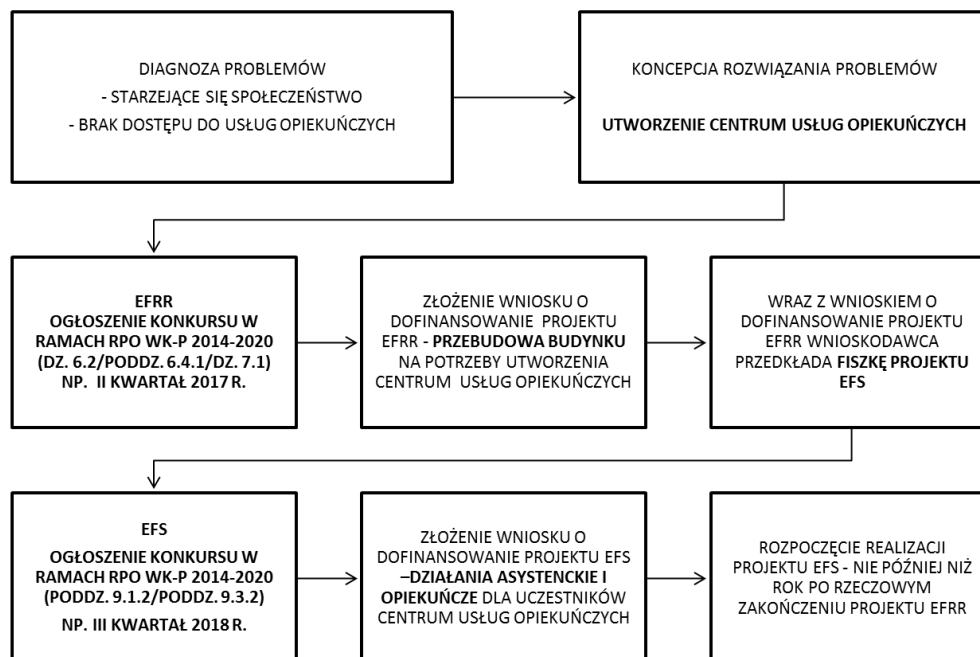 DIAGNOZA PROBLEMÓW
- STARZEJĄCE SIĘ SPOŁECZEŃSTWO
- BRAK DOSTĘPU DO USŁUG OPIEKUŃCZYCH
KONCEPCJA ROZWIĄZANIA PROBLEMÓW
UTWORZENIE CENTRUM USŁUG OPIEKUŃCZYCH
EFRR
OGŁOSZENIE KONKURSU W
RAMACH RPO WK-P 2014-2020
(DZ. 6.2/PODDZ. 6.4.1/DZ. 7.1)
NP. II KWARTAŁ 2017 R.
ZŁOŻENIE WNIOSKU O
DOFINANSOWANIE PROJEKTU
EFRR - PRZEBUDOWA BUDYNKU
NA POTRZEBY UTWORZENIA
CENTRUM USŁUG OPIEKUŃCZYCH
WRAZ Z WNIOSKIEM O
DOFINANSOWANIE PROJEKTU
EFRR WNIOSKODAWCA
PRZEDKŁADA FISZKĘ PROJEKTU
EFS
EFS
OGŁOSZENIE KONKURSU W
RAMACH RPO WK-P 2014-2020
(PODDZ. 9.1.2/PODDZ. 9.3.2)
NP. III KWARTAŁ 2018 R.
ZŁOŻENIE WNIOSKU O
DOFINANSOWANIE PROJEKTU EFS
–DZIAŁANIA ASYSTENCKIE I
OPIEKUŃCZE DLA UCZESTNIKÓW
CENTRUM USŁUG OPIEKUŃCZYCH
ROZPOCZĘCIE REALIZACJI
PROJEKTU EFS - NIE PÓŹNIEJ NIŻ
ROK PO RZECZOWYM
ZAKOŃCZENIU PROJEKTU EFRR